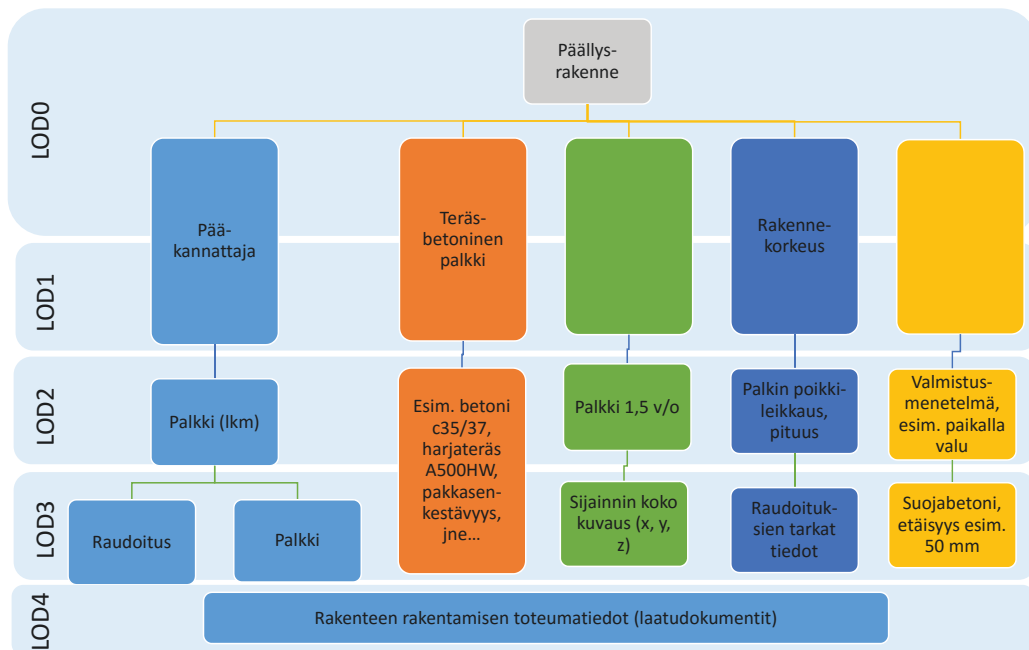 LOD0
Päällys-
rakenne
Pää-
kannattaja
Teräs-
betoninen
palkki
Rakenne-
korkeus
LOD1
LOD2
Palkki (lkm)
Esim. betoni
c35/37,
harjateräs
A500HW,
pakkasen-
kestävyys,
jne...
Palkki 1,5 v/o
Palkin poikki-
leikkaus,
pituus
Valmistus-
menetelmä,
esim. paikalla
valu
LOD3
Raudoitus
Palkki
Sijainnin koko
kuvaus (x, y,
z)
Raudoituk-
sien tarkat
tiedot
Suojabetoni,
etäisyys esim.
50 mm
LOD4
Rakenteen rakentamisen toteumatiedot (laatudokumentit)